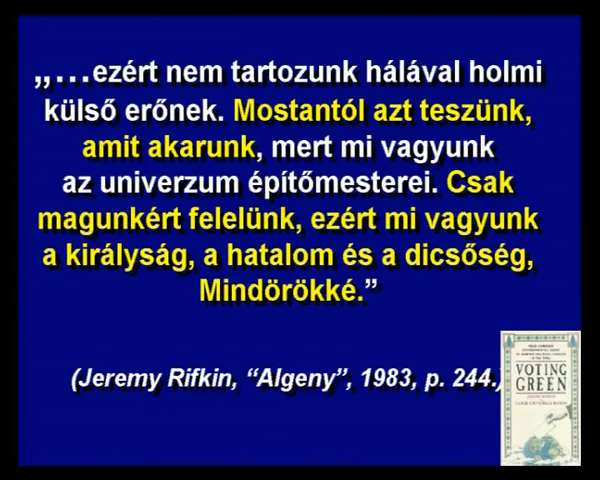 „...ezért nem tartozunk hálával holmi
külső erőnek. Mostantól azt teszünk,
amit akarunk, mert mi vagyunk
az univerzum építőmesterei. Csak
magunkért felelünk, ezért mi vagyunk
a királyság, a hatalom és a dicsőség,
Mindörökké.”
(Jeremy Rifkin, “Algeny”, 1983, p. 244.)
VOTING
GREEN